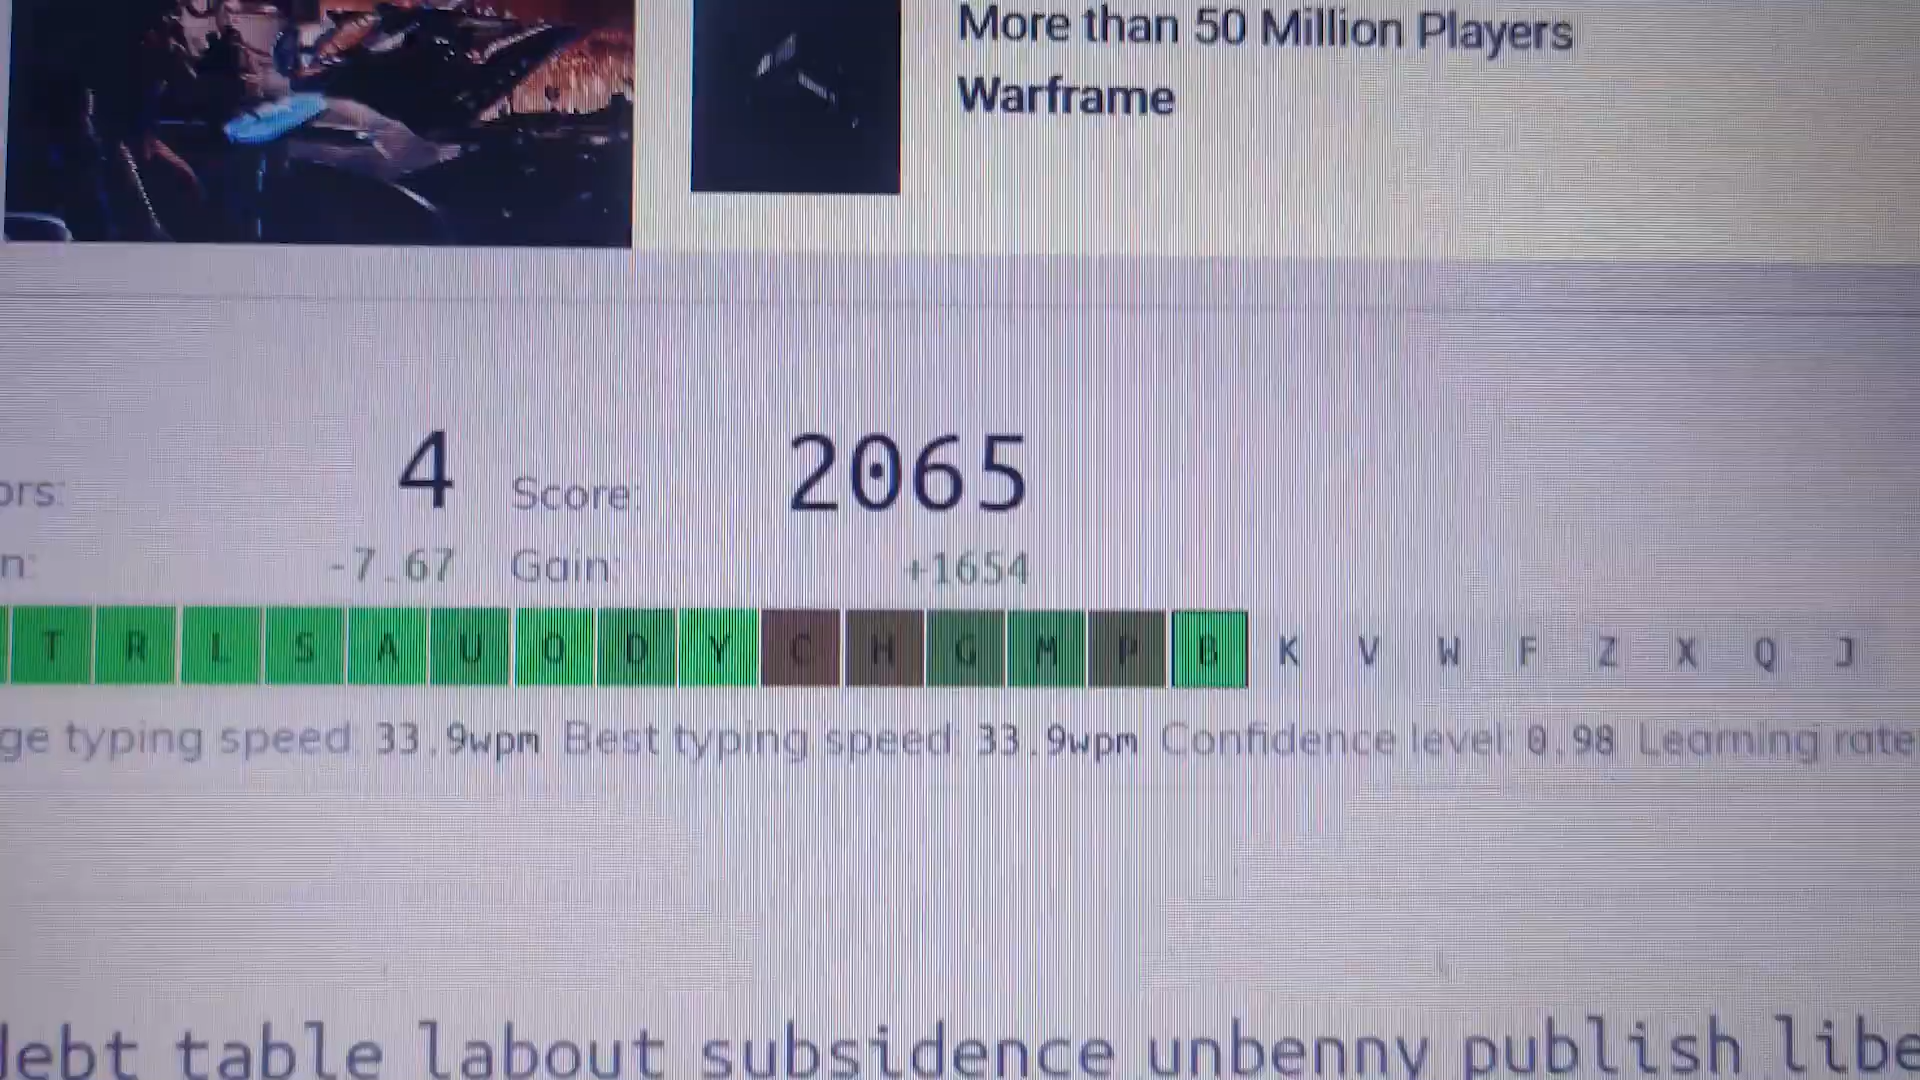 More than 50 Million Players
Warframe
ors: 4 Score: 2065
n: -7.67 Gain: +1654
T R L S A U O D Y C H G M P B K V W F Z X Q J
ge typing speed: 33.9wpm Best typing speed: 33.9wpm Confidence level: 0.98 Learning rate
debt table labout subsidence unbenny publish libe